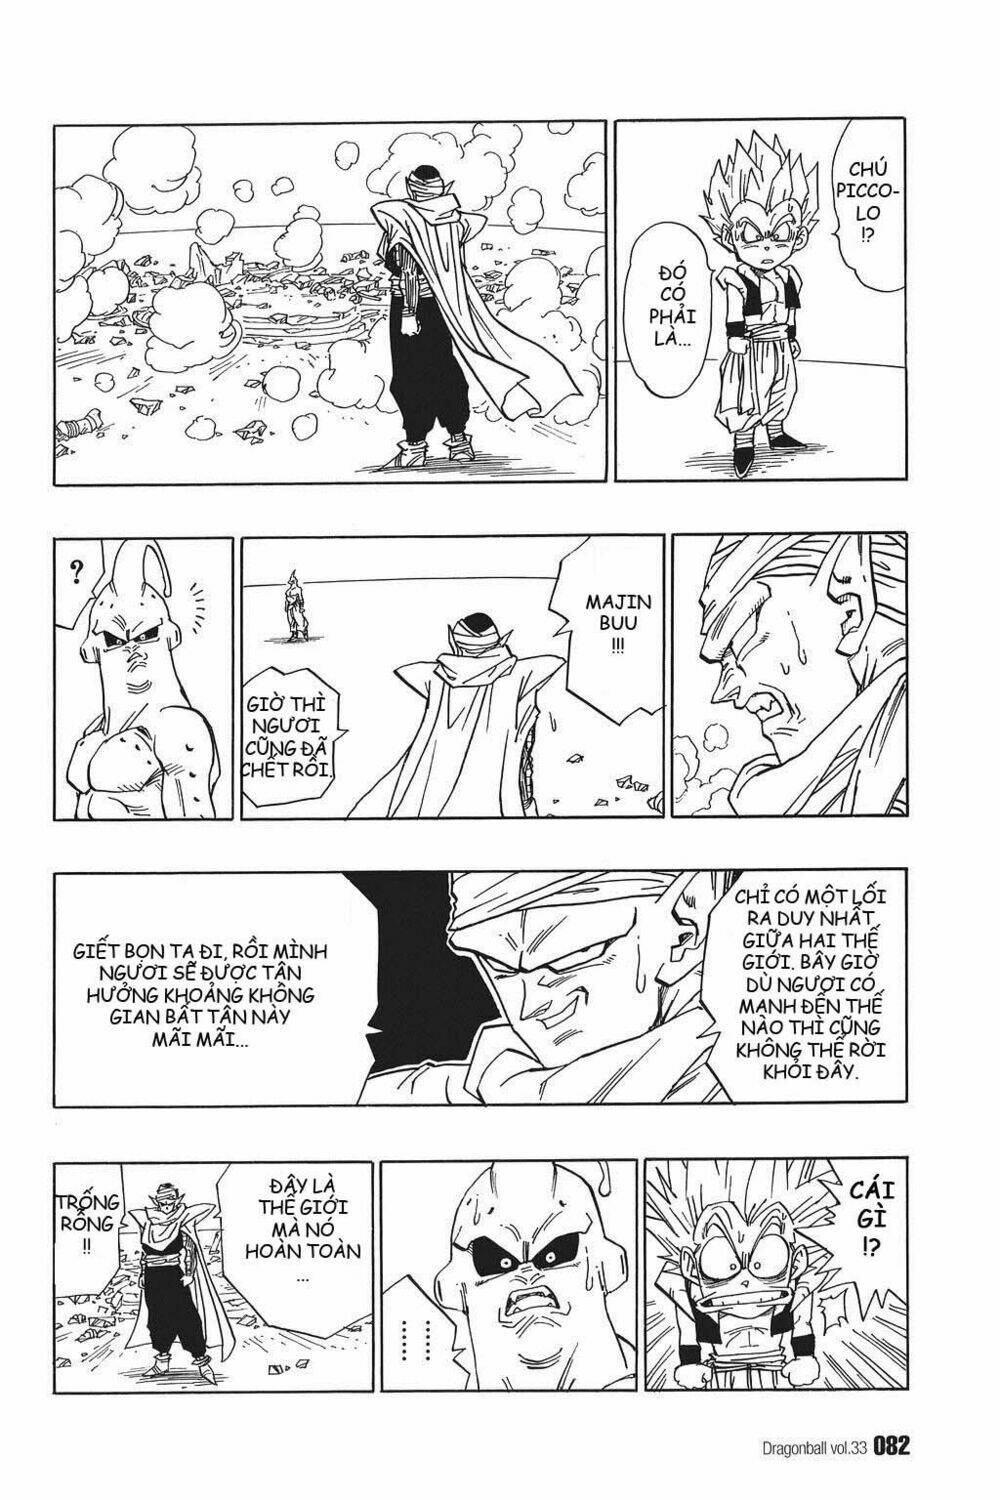 CHÚ
PICCO-
LO !?
ĐÓ
CÓ
PHẢI
LÀ...
MAJIN
BUU
!!!
GIỜ THÌ
NGƯƠI
CŨNG ĐÃ
CHẾT RỒI.
?
CHỈ CÓ MỘT LỐI
RA DUY NHẤT
GIỮA HAI THẾ
GIỚI. BÂY GIỜ
DÙ NGƯƠI CÓ
MẠNH ĐẾN THẾ
NÀO THÌ CŨNG
KHÔNG THỂ RỜI
KHỎI ĐÂY.
GIẾT BỌN TA ĐI, RỒI MÌNH
NGƯƠI SẼ ĐƯỢC TẬN
HƯỞNG KHOẢNG KHÔNG
GIAN BẤT TẬN NÀY
MÃI MÃI...
CÁI
GÌ
!?
......
ĐÂY LÀ
THẾ GIỚI
MÀ NÓ
HOÀN TOÀN
...
TRỐNG
RỖNG
!!
Dragonball vol.33 082